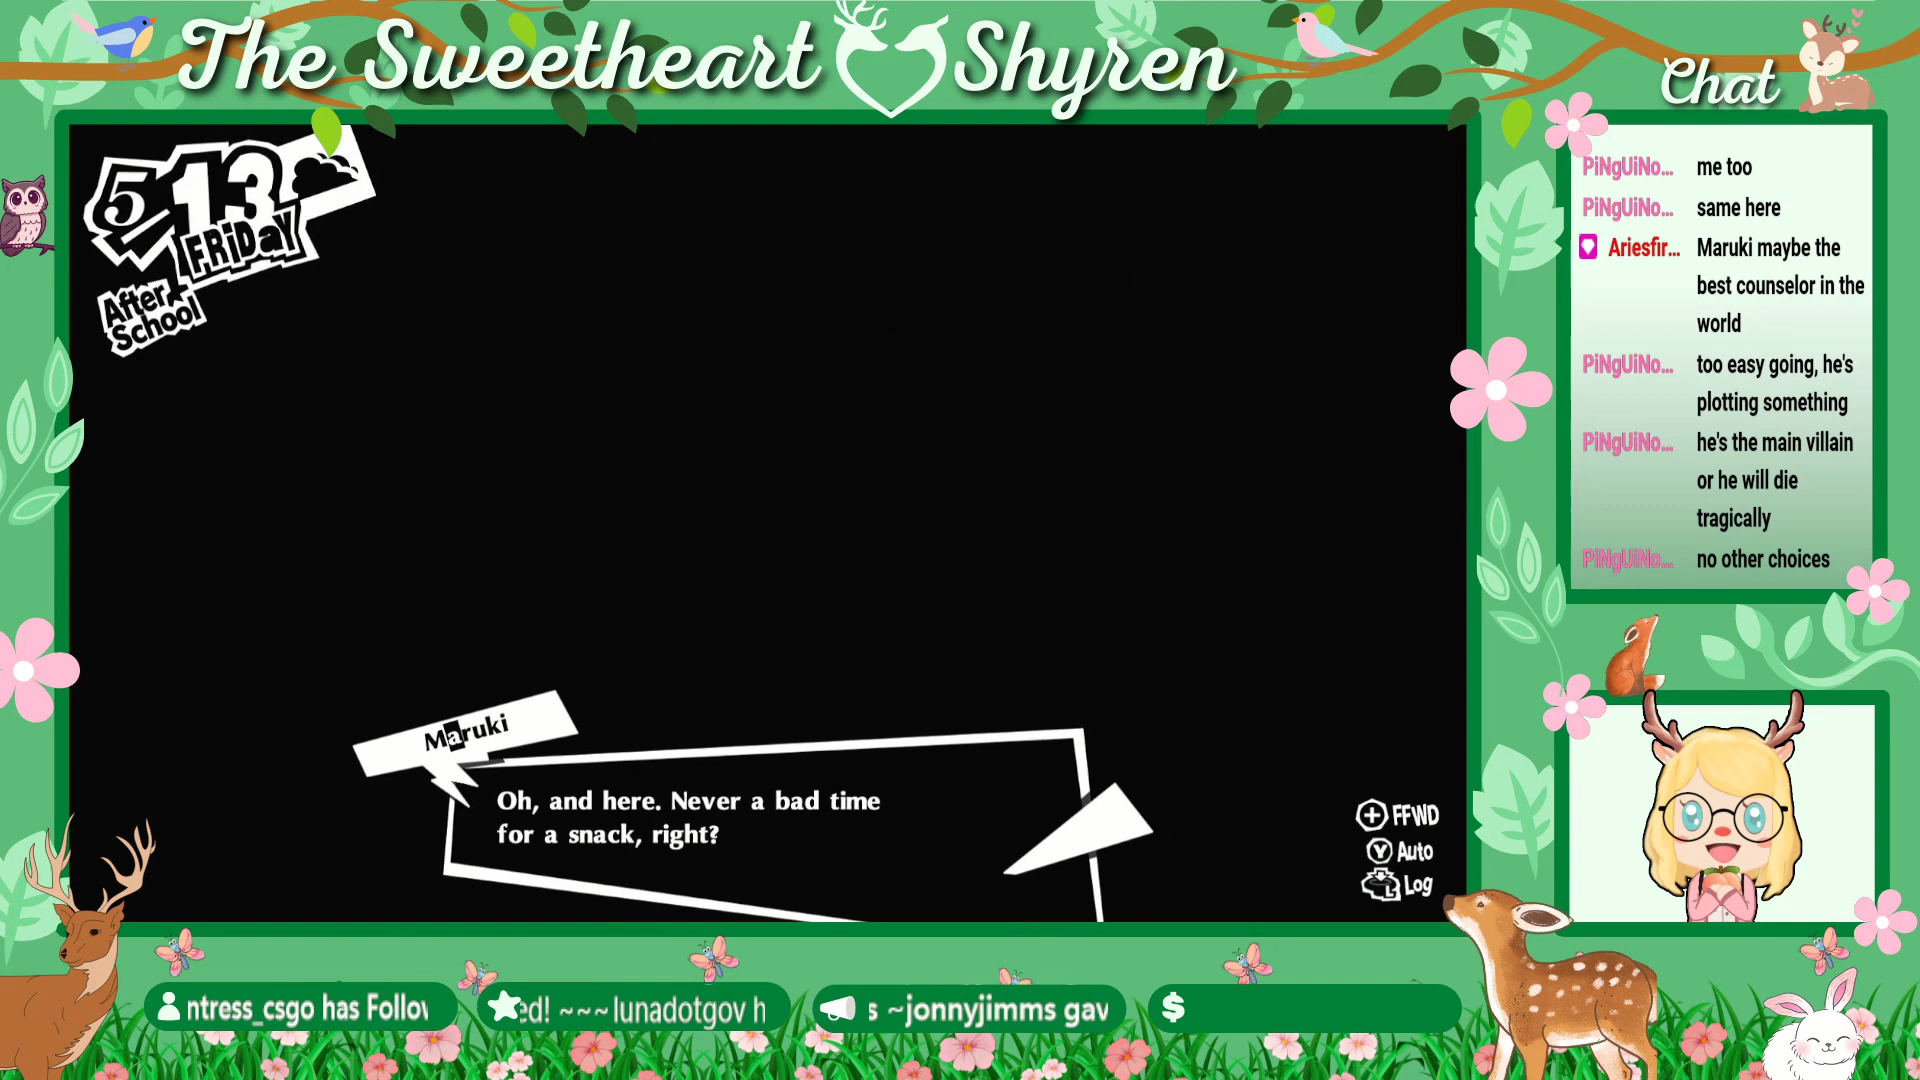 The Sweetheart Shyren
Chat
5/13
FRiDaY
After School
PiNgUiNo... me too
PiNgUiNo... same here
Ariesfir... Maruki maybe the
best counselor in the
world
PiNgUiNo... too easy going, he's
plotting something
PiNgUiNo... he's the main villain
or he will die
tragically
PiNgUiNo... no other choices
Maruki
Oh, and here. Never a bad time
for a snack, right?
+ FFWD
Y Auto
L Log
ntress_csgo has Follow
ed! ~~~lunadotgov h
s ~jonnyjimms gav
$